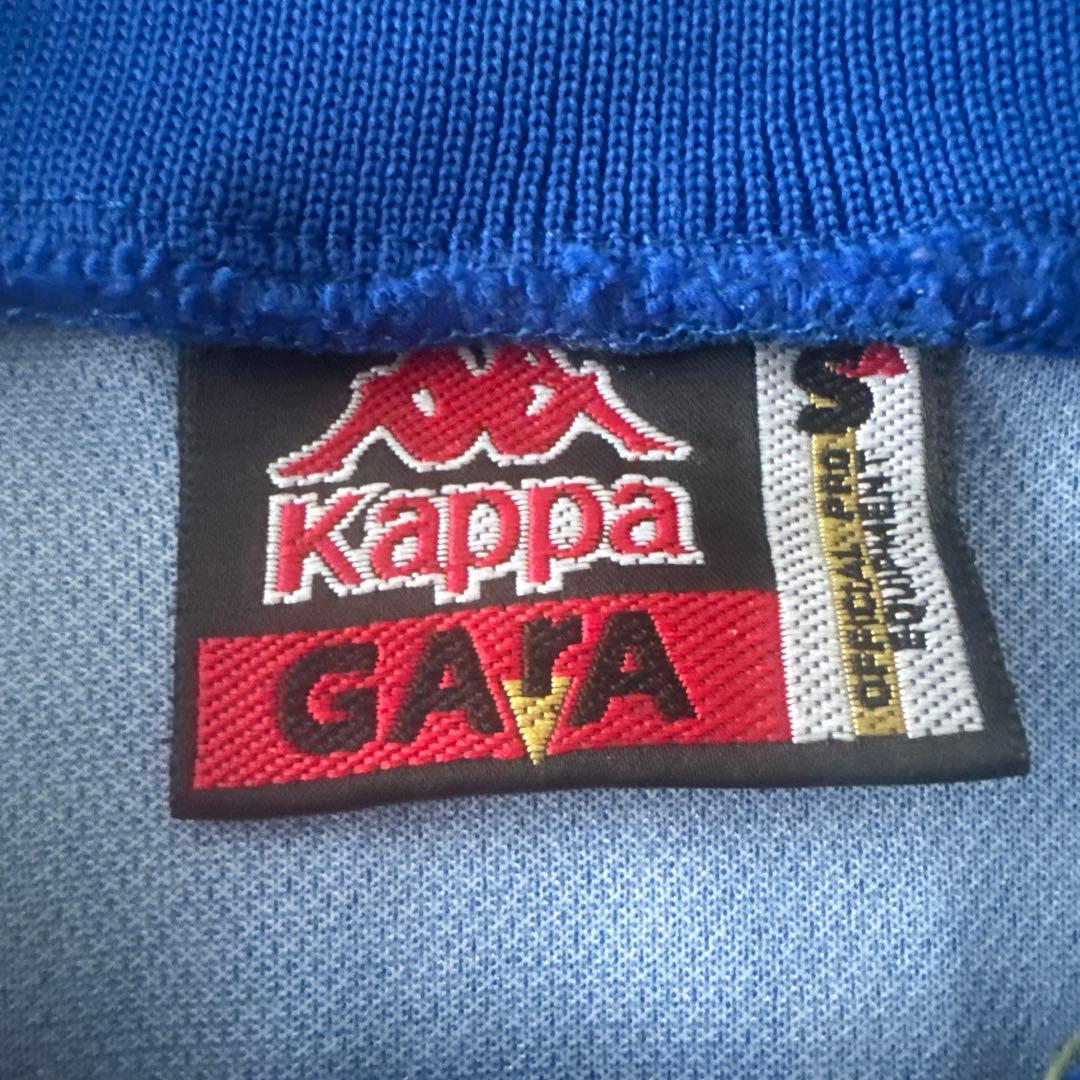 Kappa
GArA
OFFICIAL PRO
EQUIPMENT